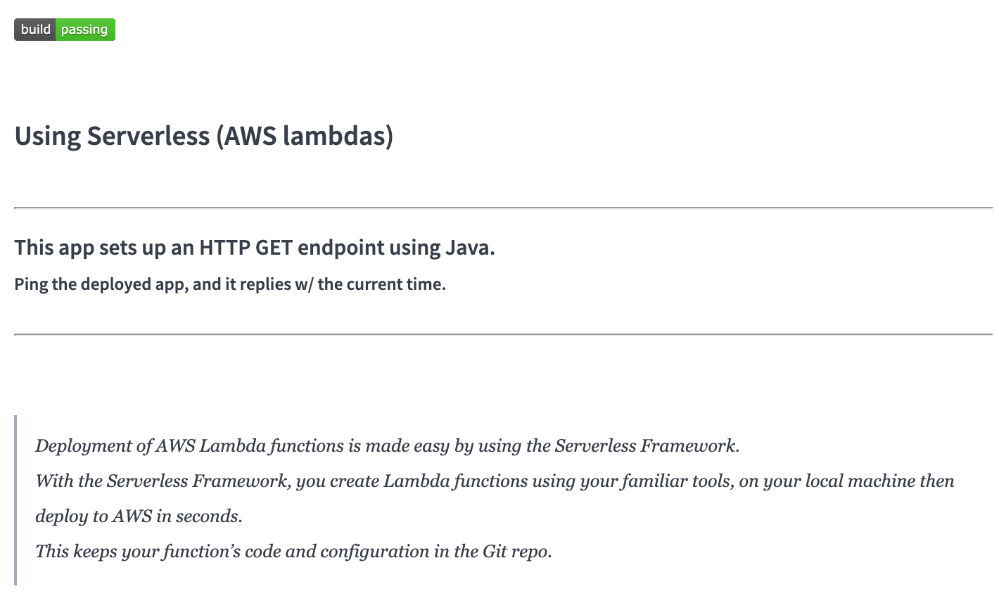 build passing
Using Serverless (AWS lambdas)
This app sets up an HTTP GET endpoint using Java.
Ping the deployed app, and it replies w/ the current time.
Deployment of AWS Lambda functions is made easy by using the Serverless Framework.
With the Serverless Framework, you create Lambda functions using your familiar tools, on your local machine then
deploy to AWS in seconds.
This keeps your function’s code and configuration in the Git repo.